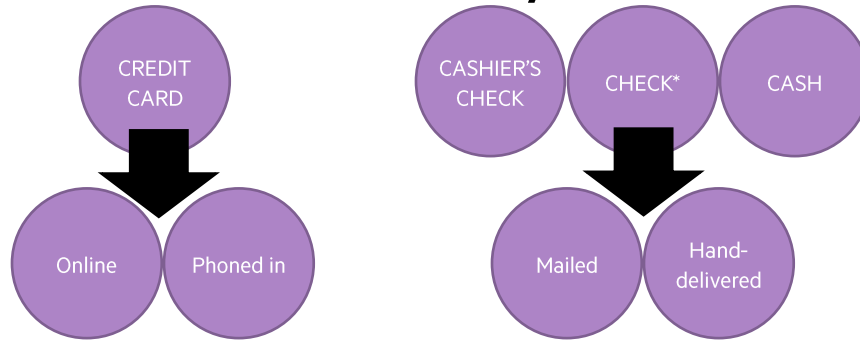 CREDIT
CARD
Online
Phoned in
CASHIER'S
CHECK
CHECK*
CASH
Mailed
Hand-
delivered